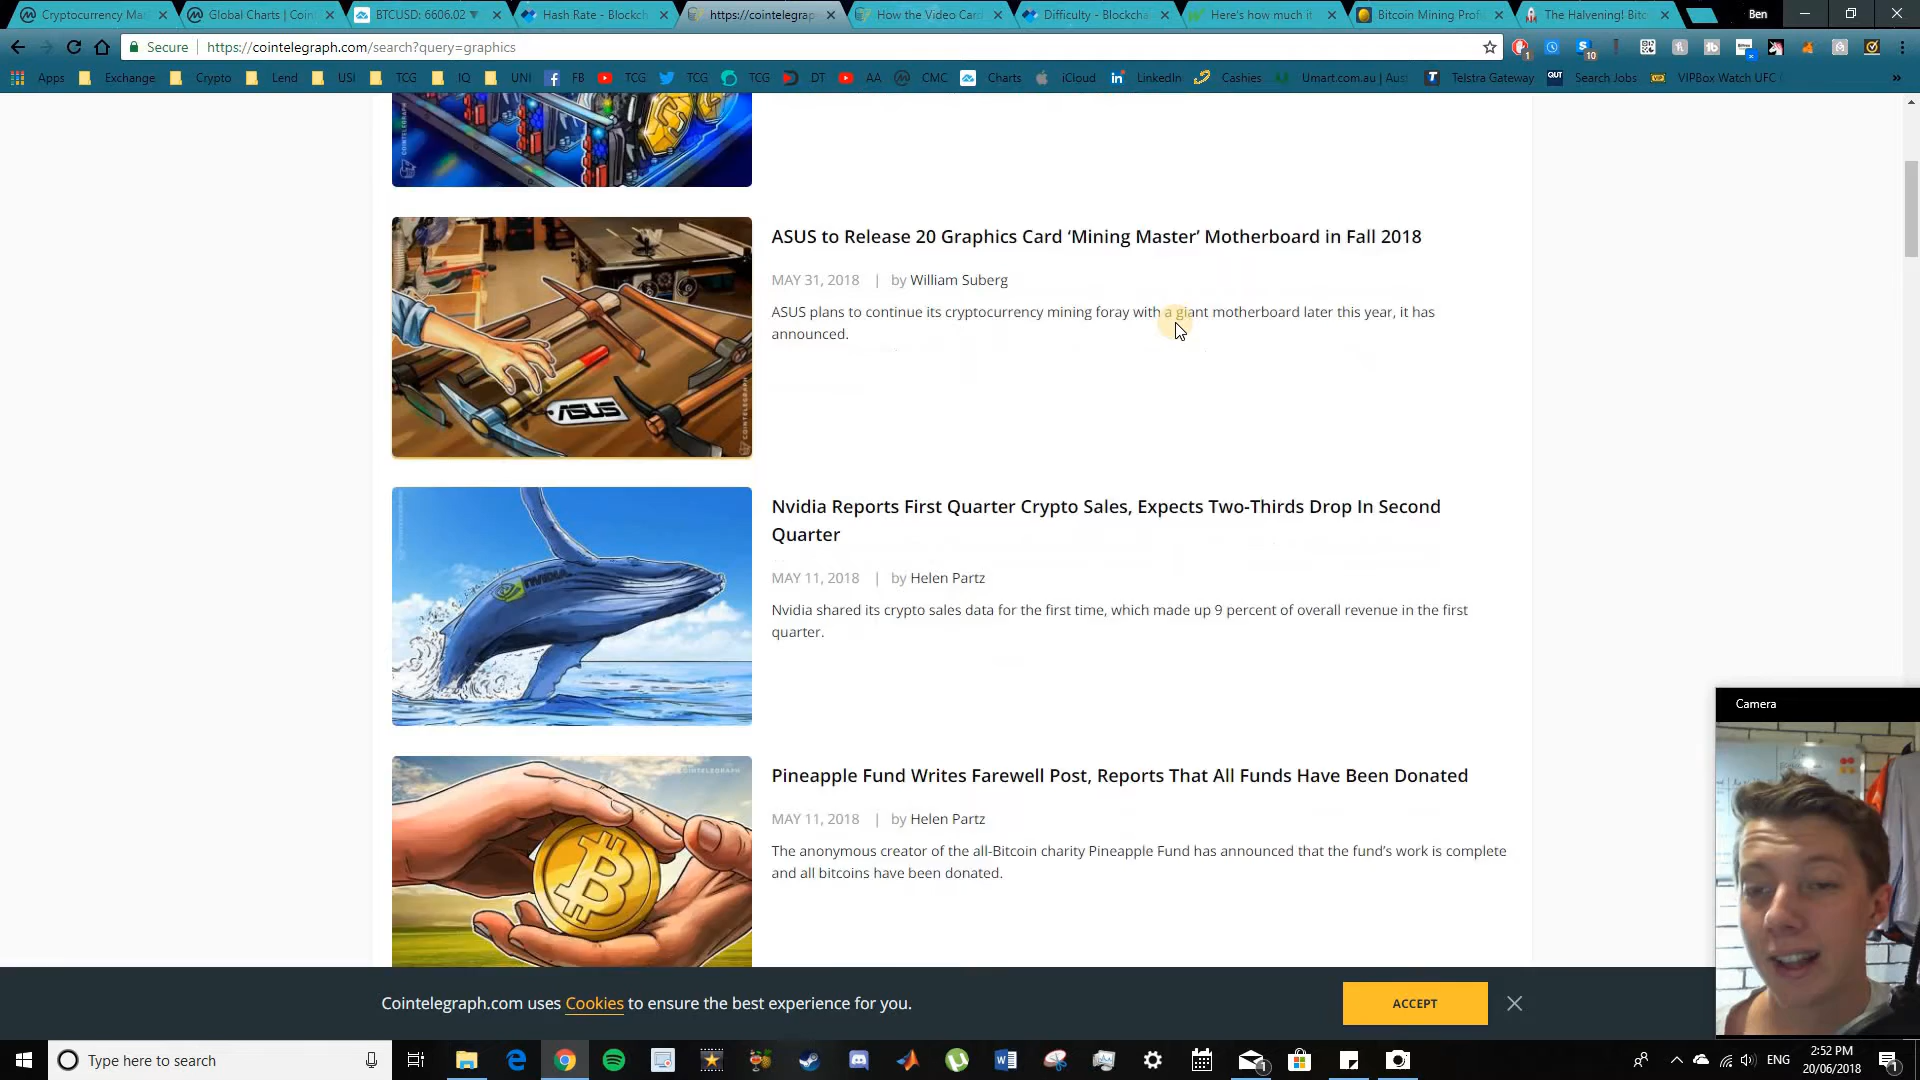 Cryptocurrency Ma
Global Charts | Coin
BTCUSD: 6606.02
Hash Rate - Blockch
https://cointelegrap
How the Video Card
Difficulty - Blockcha
Here's how much it
Bitcoin Mining Prof
The Halvening! Bitc
Ben
Secure
https://cointelegraph.com/search?query=graphics
Apps
Exchange
Crypto
Lend
USI
TCG
IQ
UNI
FB
TCG
TCG
TCG
DT
AA
CMC
Charts
iCloud
LinkedIn
Cashies
Umart.com.au | Aus
Telstra Gateway
Search Jobs
VIPBox Watch UFC
ASUS to Release 20 Graphics Card ‘Mining Master’ Motherboard in Fall 2018
MAY 31, 2018 | by William Suberg
ASUS plans to continue its cryptocurrency mining foray with a giant motherboard later this year, it has
announced.
ASUS
Nvidia Reports First Quarter Crypto Sales, Expects Two-Thirds Drop In Second
Quarter
MAY 11, 2018 | by Helen Partz
Nvidia shared its crypto sales data for the first time, which made up 9 percent of overall revenue in the first
quarter.
NVIDIA
Pineapple Fund Writes Farewell Post, Reports That All Funds Have Been Donated
MAY 11, 2018 | by Helen Partz
The anonymous creator of the all-Bitcoin charity Pineapple Fund has announced that the fund’s work is complete
and all bitcoins have been donated.
COINTELEGRAPH
Camera
Cointelegraph.com uses Cookies to ensure the best experience for you.
ACCEPT
Type here to search
ENG
2:52 PM
20/06/2018